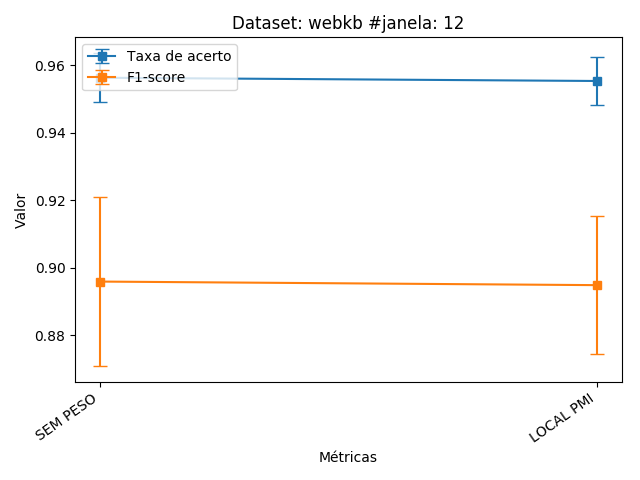 Dataset: webkb #janela: 12
Taxa de acerto
F1-score
Valor
0.96
0.94
0.92
0.90
0.88
SEM PESO
LOCAL PMI
Métricas